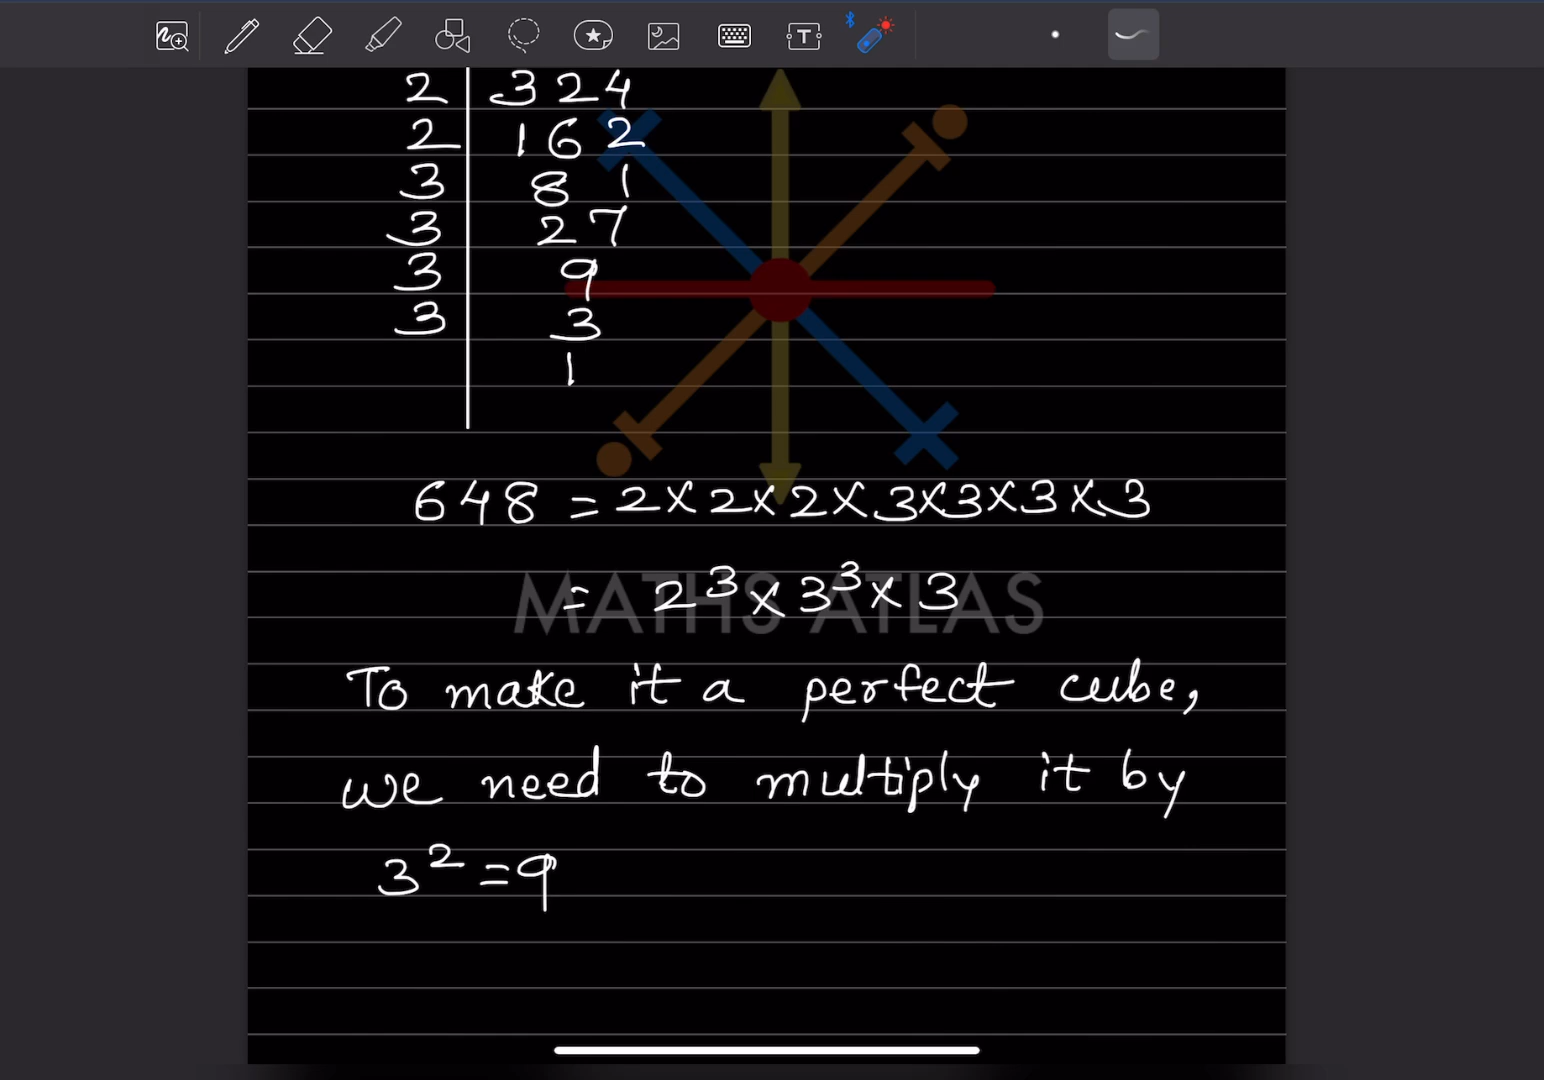 2 | 324
2 | 162
3 | 81
3 | 27
3 | 9
3 | 3
1
648 = 2×2×2×3×3×3×3
= 2³×3³×3
MATHS ATLAS
To make it a perfect cube,
we need to multiply it by
3² = 9